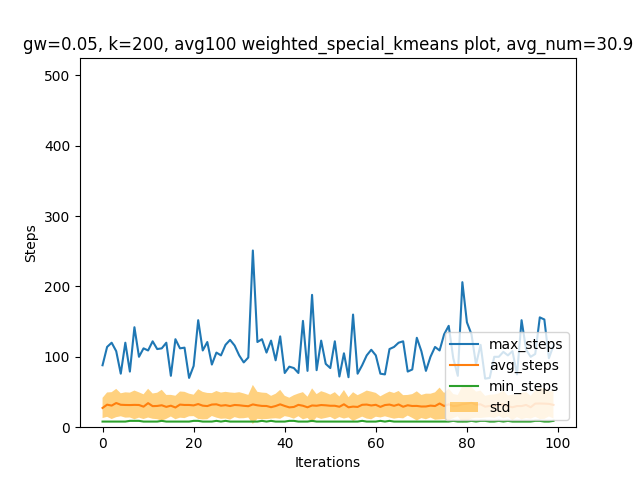 gw=0.05, k=200, avg100 weighted_special_kmeans plot, avg_num=30.9
500
400
300
200
100
0
Steps
0
20
40
60
80
100
Iterations
max_steps
avg_steps
min_steps
std